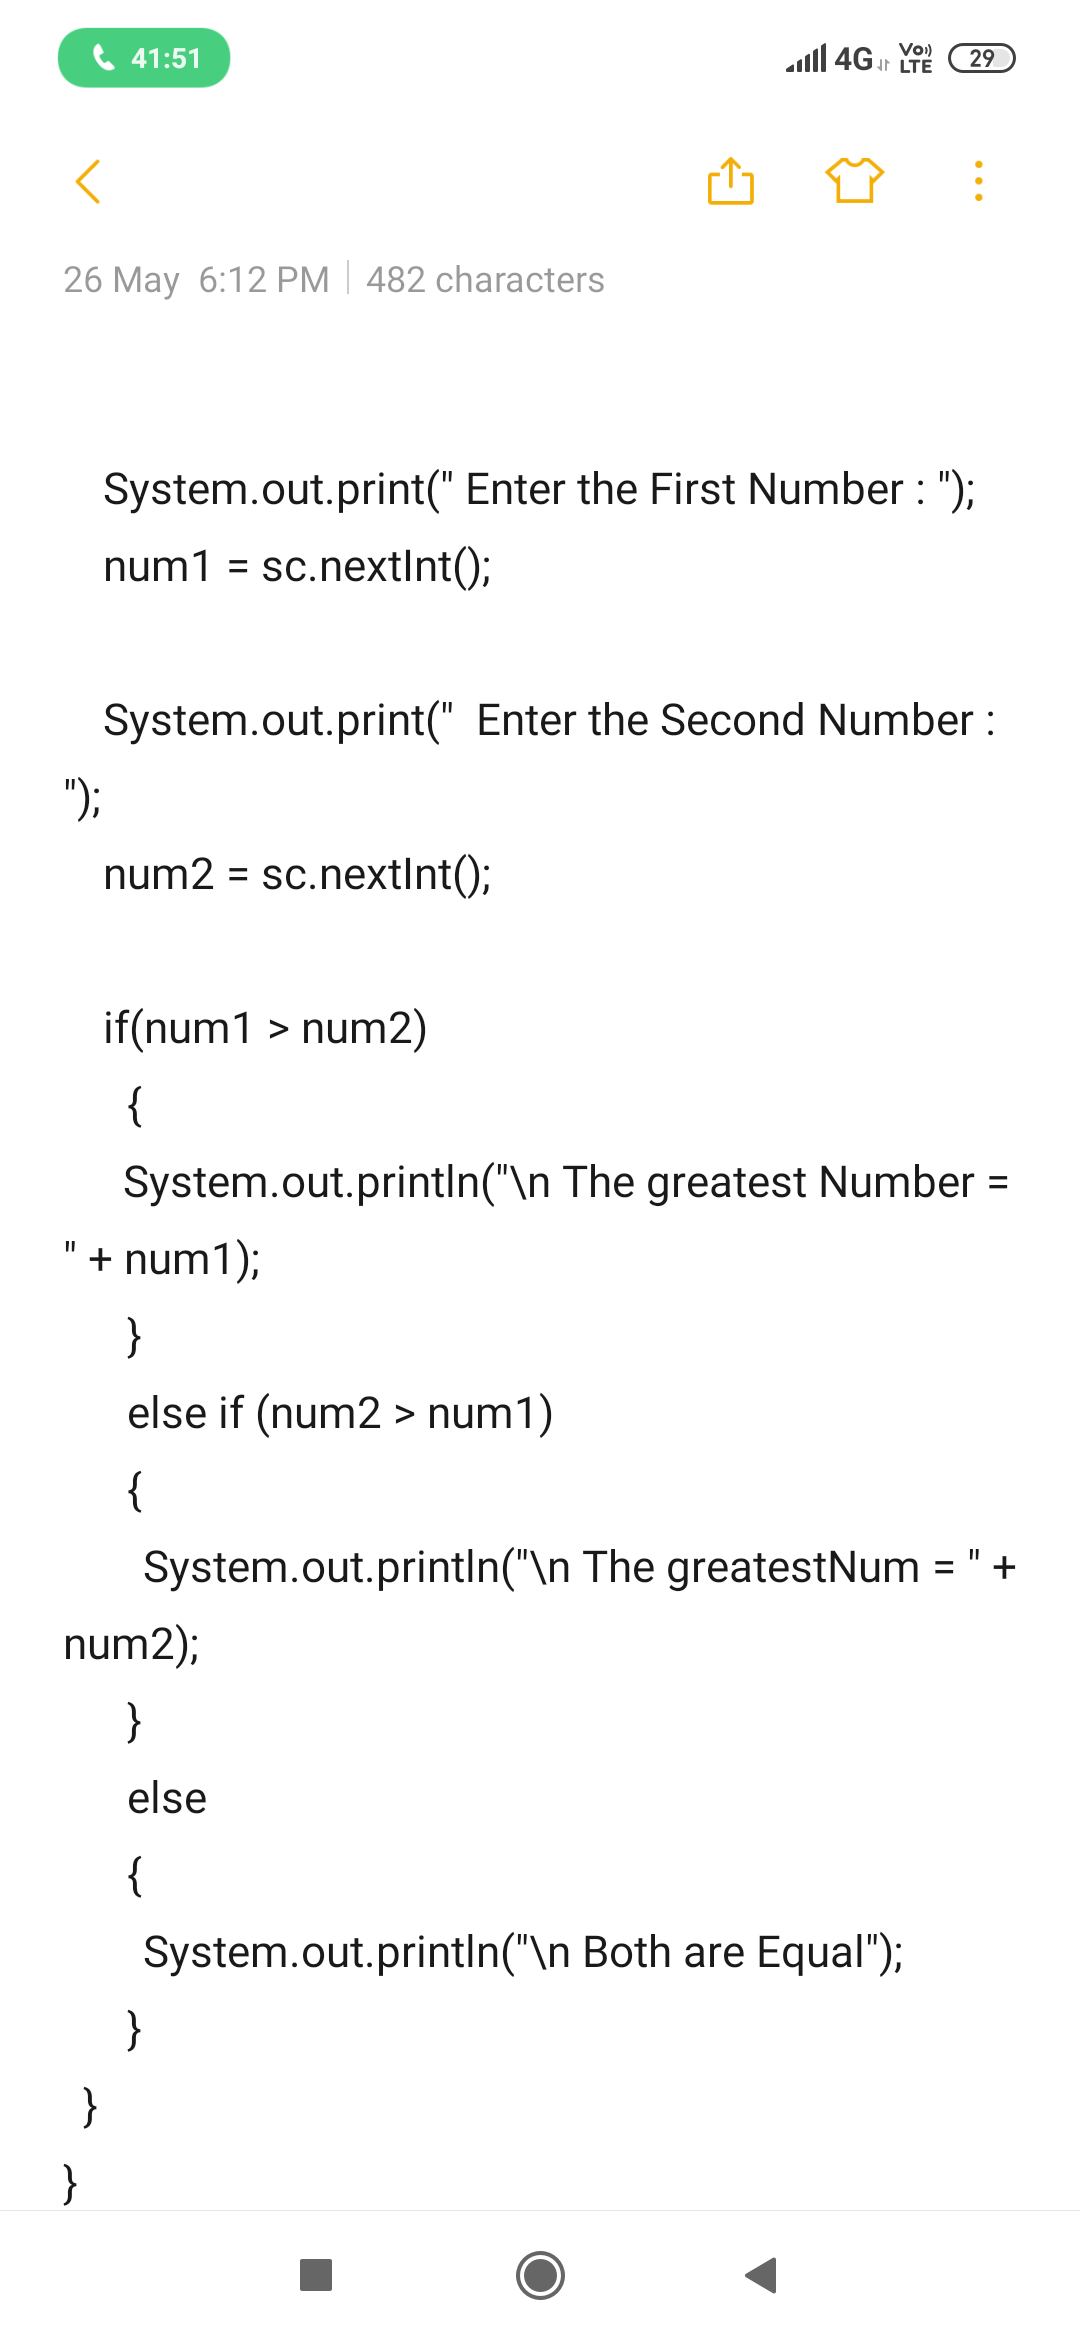 41:51
4G Vo)) LTE 29
26 May 6:12 PM | 482 characters
System.out.print(" Enter the First Number : ");
num1 = sc.nextInt();
System.out.print("  Enter the Second Number :
");
num2 = sc.nextInt();
if(num1 > num2)
{
System.out.println("\n The greatest Number =
" + num1);
}
else if (num2 > num1)
{
System.out.println("\n The greatestNum = " +
num2);
}
else
{
System.out.println("\n Both are Equal");
}
}
}